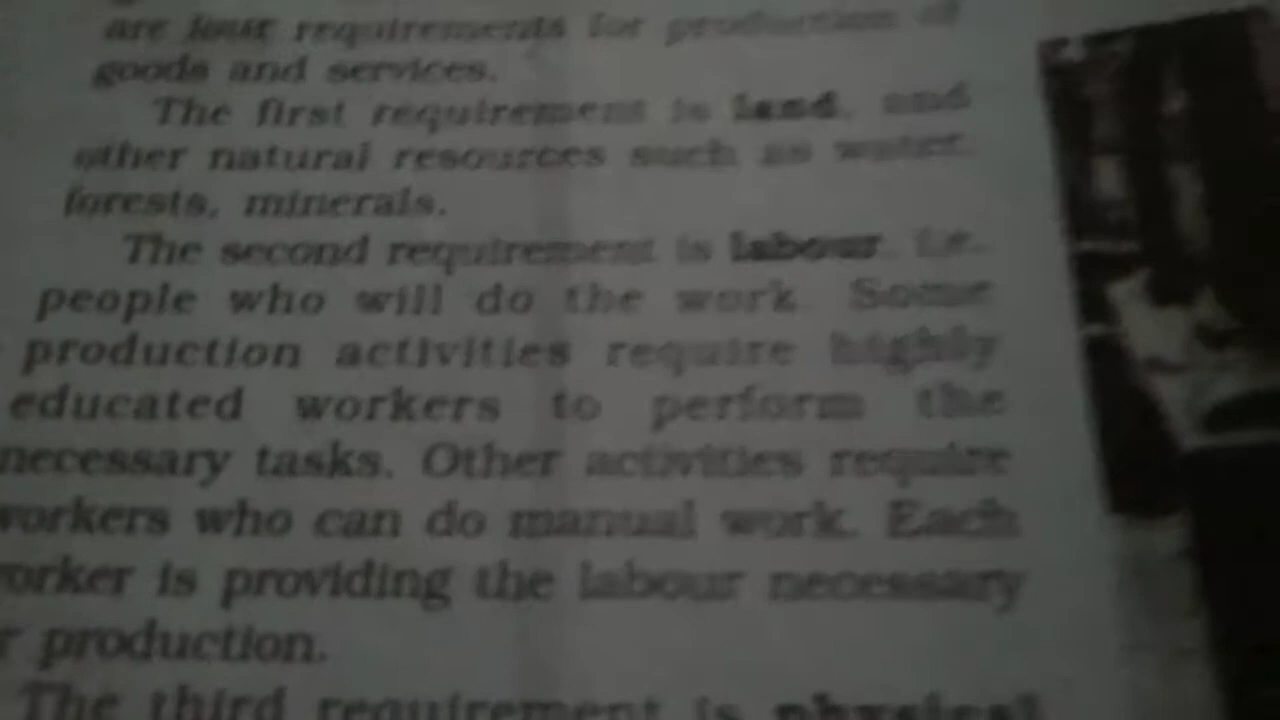 are four requirements for production of
goods and services.
The first requirement is land, and
other natural resources such as water,
forests, minerals.
The second requirement is labour, i.e.
people who will do the work. Some
production activities require highly
educated workers to perform the
necessary tasks. Other activities require
workers who can do manual work. Each
worker is providing the labour necessary
r production.
The third requirement is physical